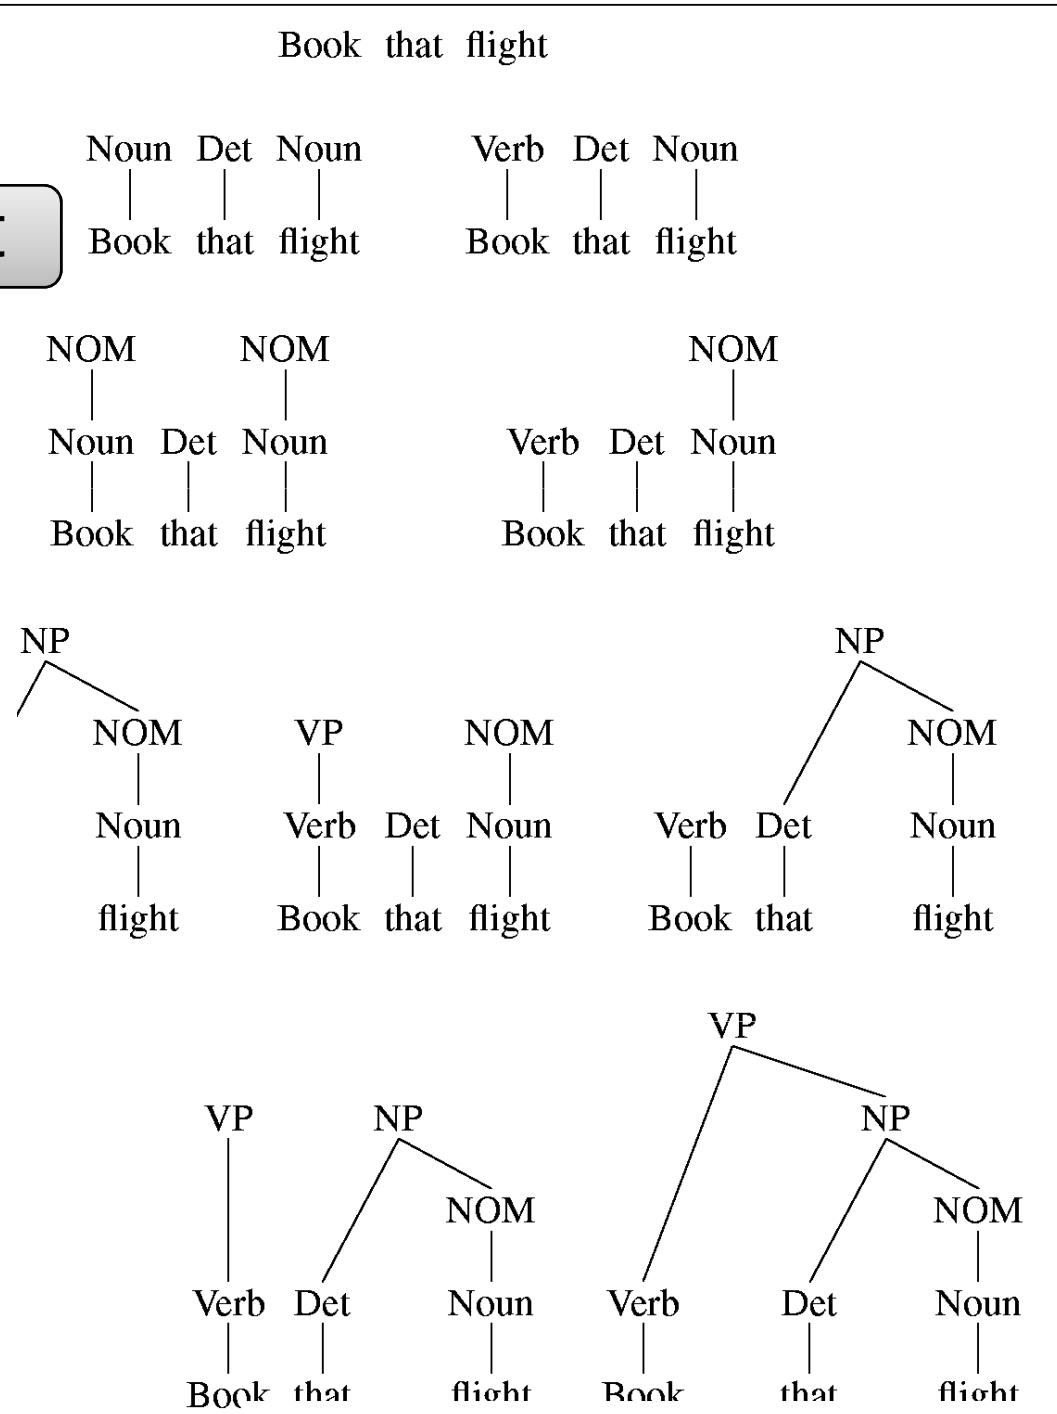 Book that flight
Noun Det Noun Verb Det Noun
Book that flight Book that flight
NOM NOM NOM
Noun Det Noun Verb Det Noun
Book that flight Book that flight
NP NP
NOM VP NOM NOM
Noun Verb Det Noun Verb Det Noun
flight Book that flight Book that flight
VP
VP NP NP
NOM NOM
Verb Det Noun Verb Det Noun
Book that flight Book that flight